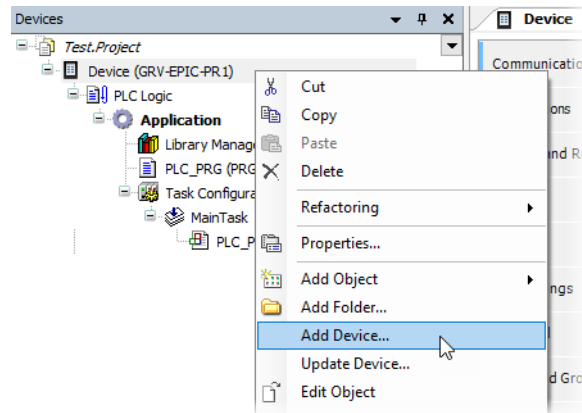 Devices
Test.Project
Device (GRV-EPIC-PR1)
PLC Logic
Application
Library Manag
PLC_PRG (PRG
Task Configura
MainTask
PLC_P
Cut
Copy
Paste
Delete
Refactoring
Properties...
Add Object
Add Folder...
Add Device...
Update Device...
Edit Object
Device
Communicatio
ons
nd R
ngs
d Gro